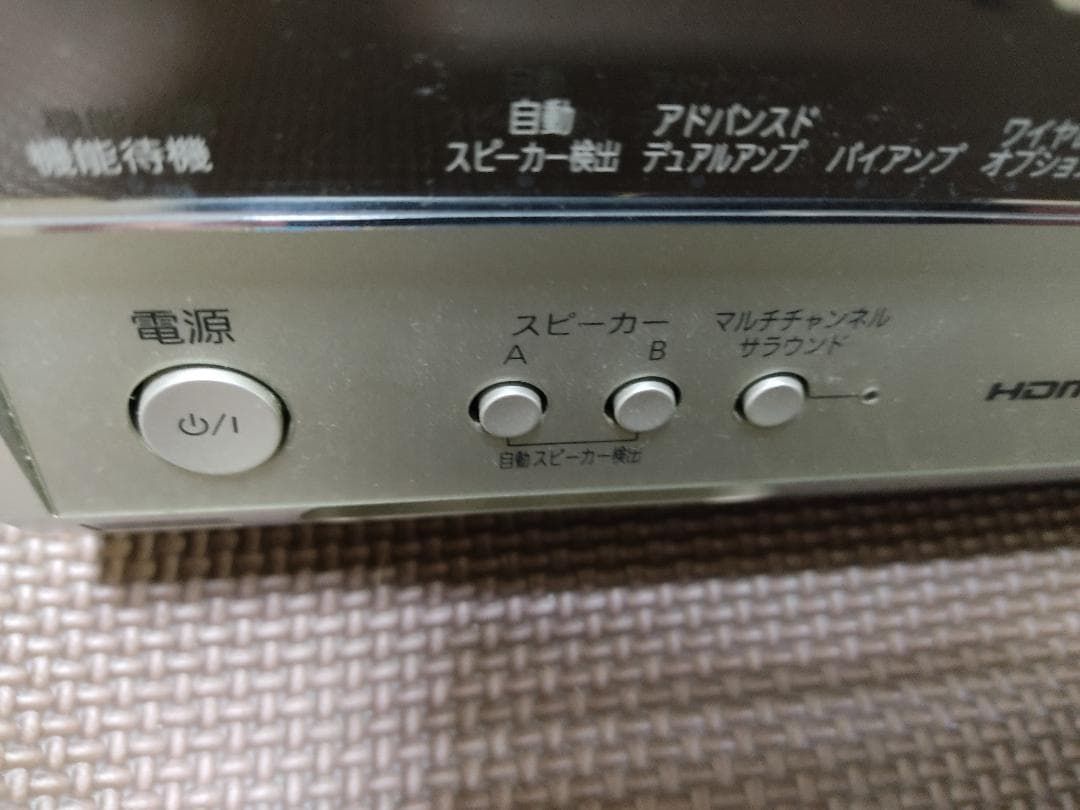 機能待機
自動
スピーカー検出
アドバンスド
デュアルアンプ
バイアンプ
電源
スピーカー
A B
マルチチャンネル
サラウンド
自動スピーカー検出